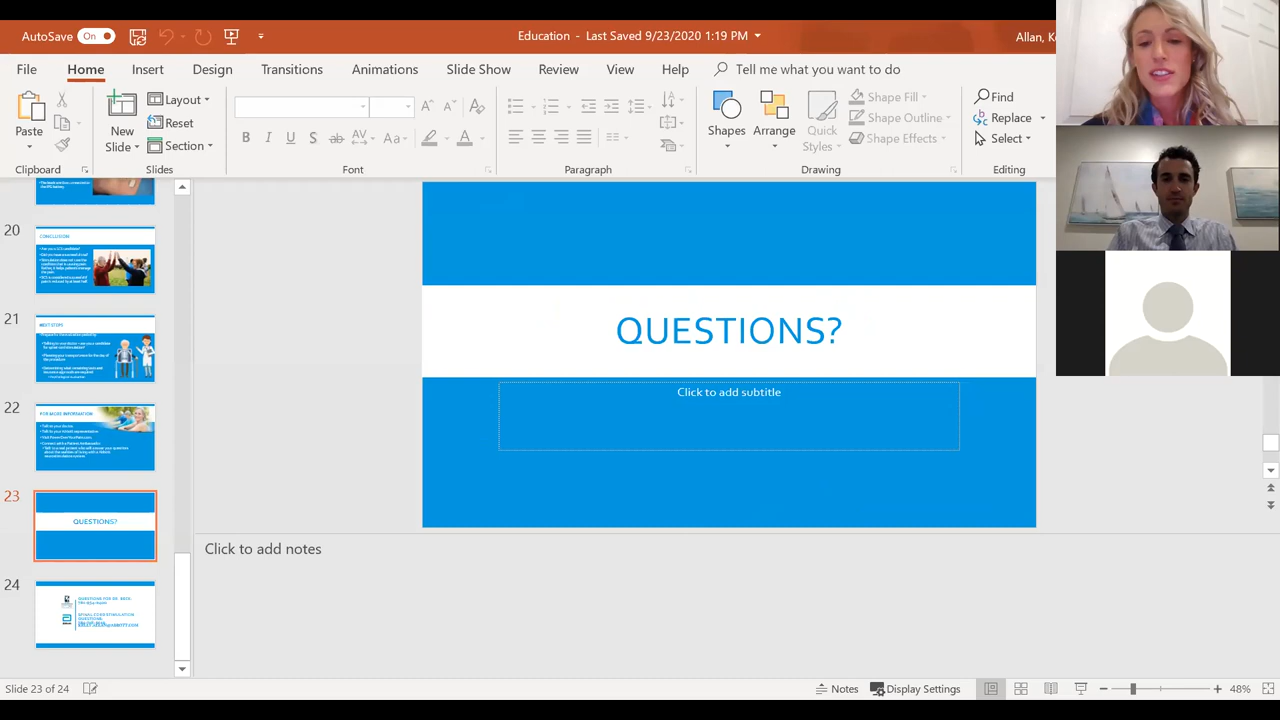 AutoSave On
Education - Last Saved 9/23/2020 1:19 PM
Allan, Ke
File Home Insert Design Transitions Animations Slide Show Review View Help Tell me what you want to do
Paste
New Slide
Layout
Reset
Section
Shapes
Arrange
Quick Styles
Shape Fill
Shape Outline
Shape Effects
Find
Replace
Select
Clipboard Slides Font Paragraph Drawing Editing
20
CONCLUSION
21
NEXT STEPS
22
FOR MORE INFORMATION
23
QUESTIONS?
24
QUESTIONS?
Click to add subtitle
Click to add notes
Slide 23 of 24
Notes
Display Settings
48%